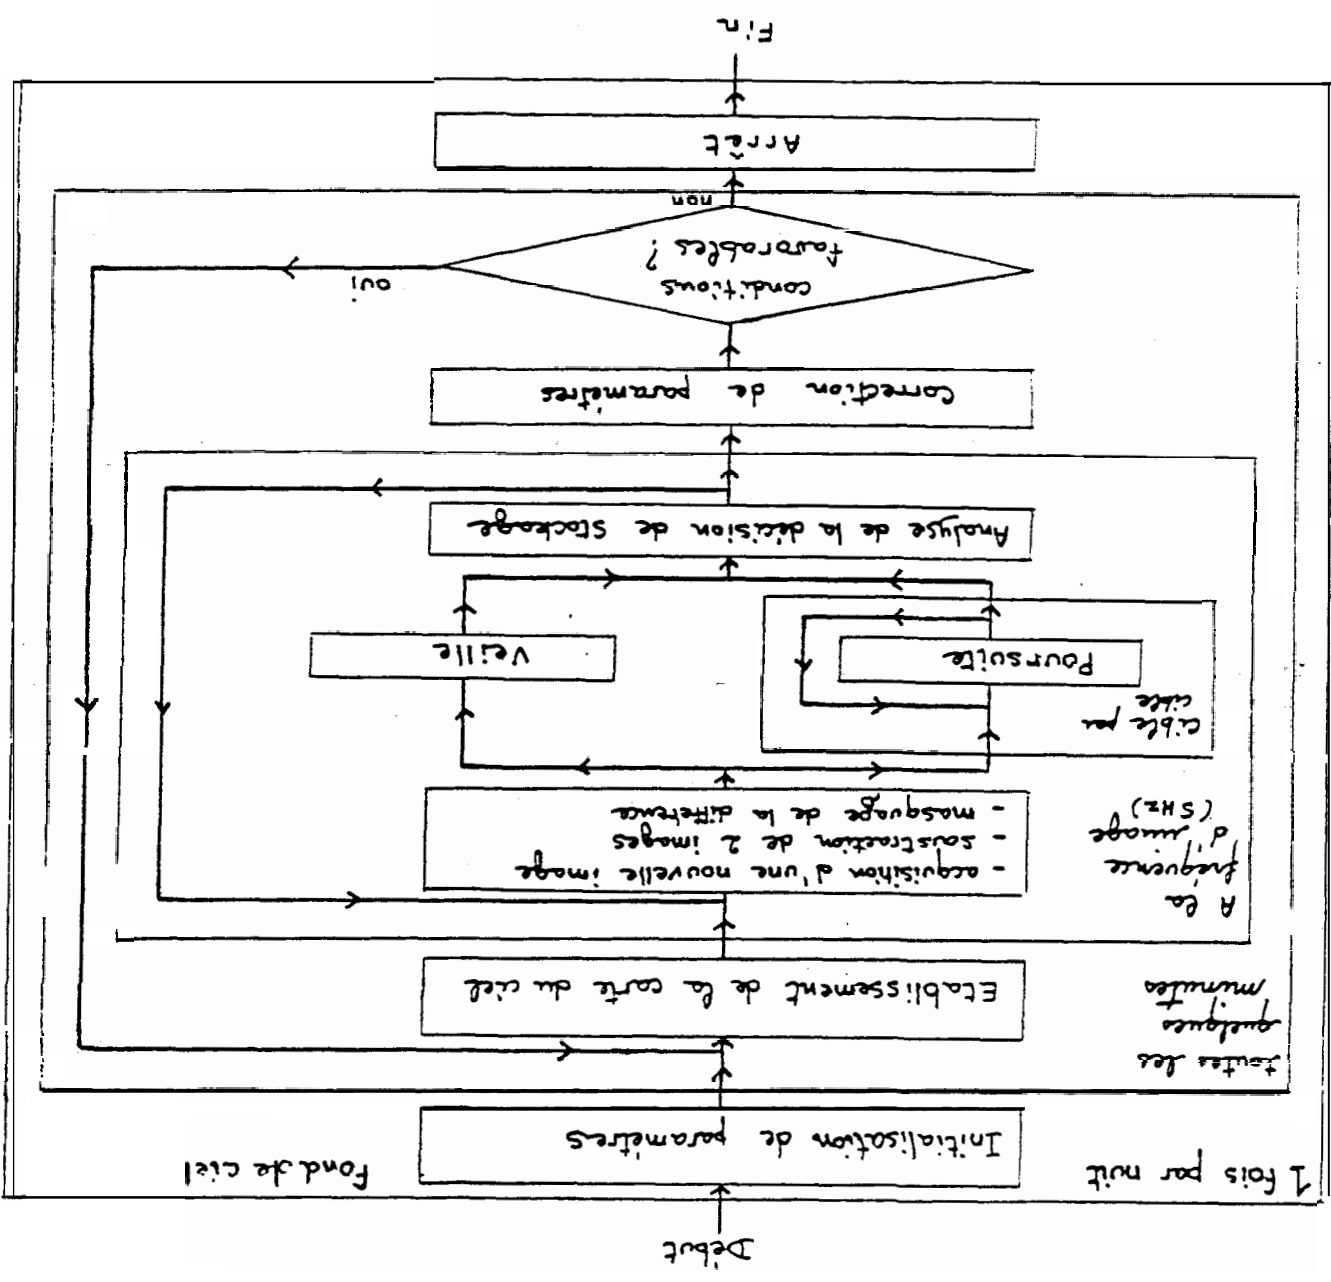 Début
1 fois par nuit
Fond de ciel
Initialisation de paramètres
toutes les
quelques
minutes
Etablissement de la carte du ciel
A la
fréquence
d'image
(5Hz)
- acquisition d'une nouvelle image
- soustraction de 2 images
- masquage de la différence
cible par
cible
Poursuite
Veille
Analyse de la décision de stockage
Correction de paramètres
conditions
favorables ?
oui
non
Arrêt
Fin